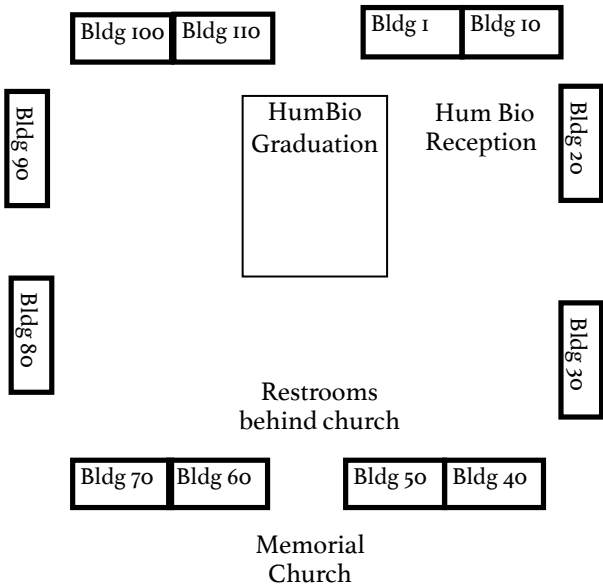 Bldg 100
Bldg 110
Bldg 1
Bldg 10
HumBio
Graduation
Hum Bio
Reception
Bldg 20
Bldg 90
Bldg 80
Bldg 30
Restrooms
behind church
Bldg 70
Bldg 60
Bldg 50
Bldg 40
Memorial
Church